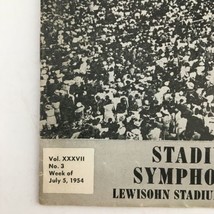 Vol. XXXVII
No. 3
Week of
July 5, 1954
STADI
SYMPHO
LEWISOHN STADIU